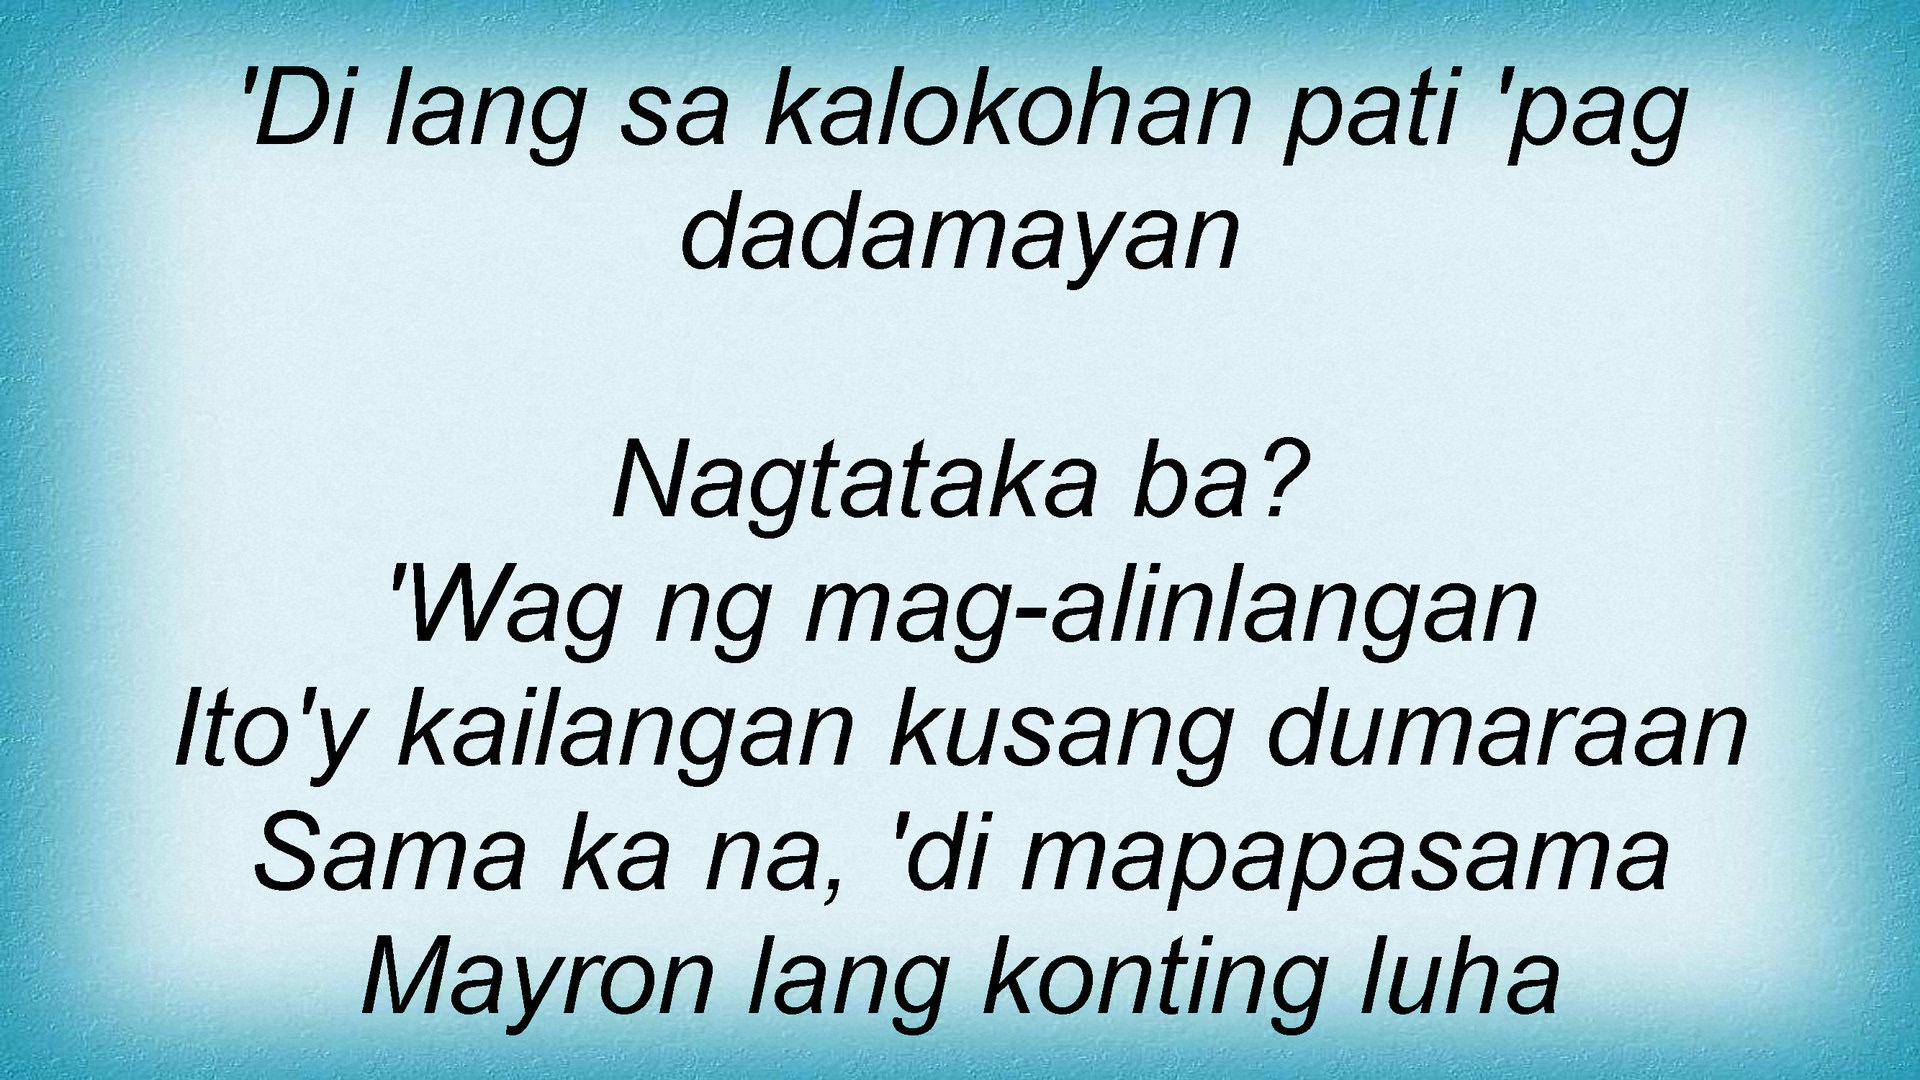 'Di lang sa kalokohan pati 'pag
dadamayan
Nagtataka ba?
'Wag ng mag-alinlangan
Ito'y kailangan kusang dumaraan
Sama ka na, 'di mapapasama
Mayron lang konting luha